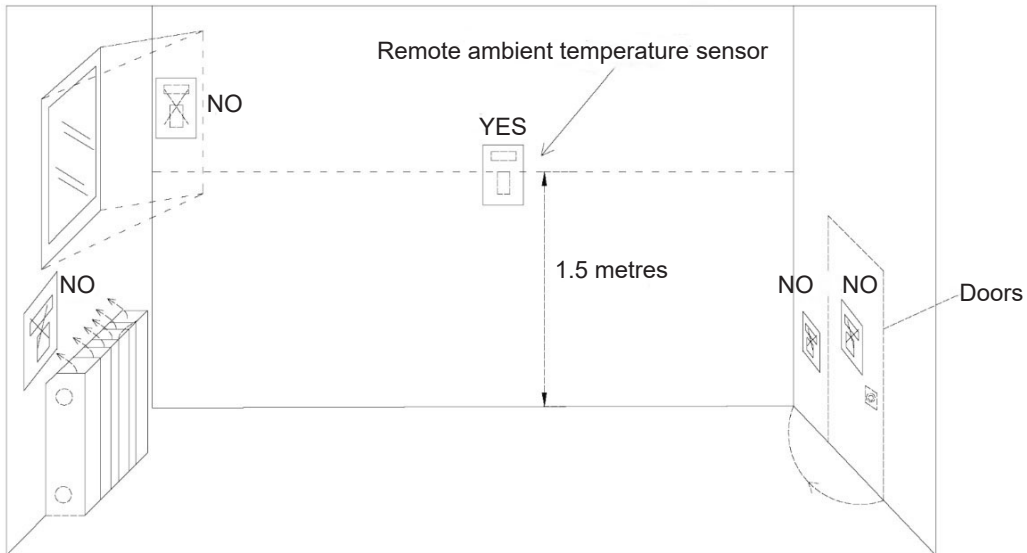 Remote ambient temperature sensor
NO
YES
1.5 metres
NO
NO
NO
Doors